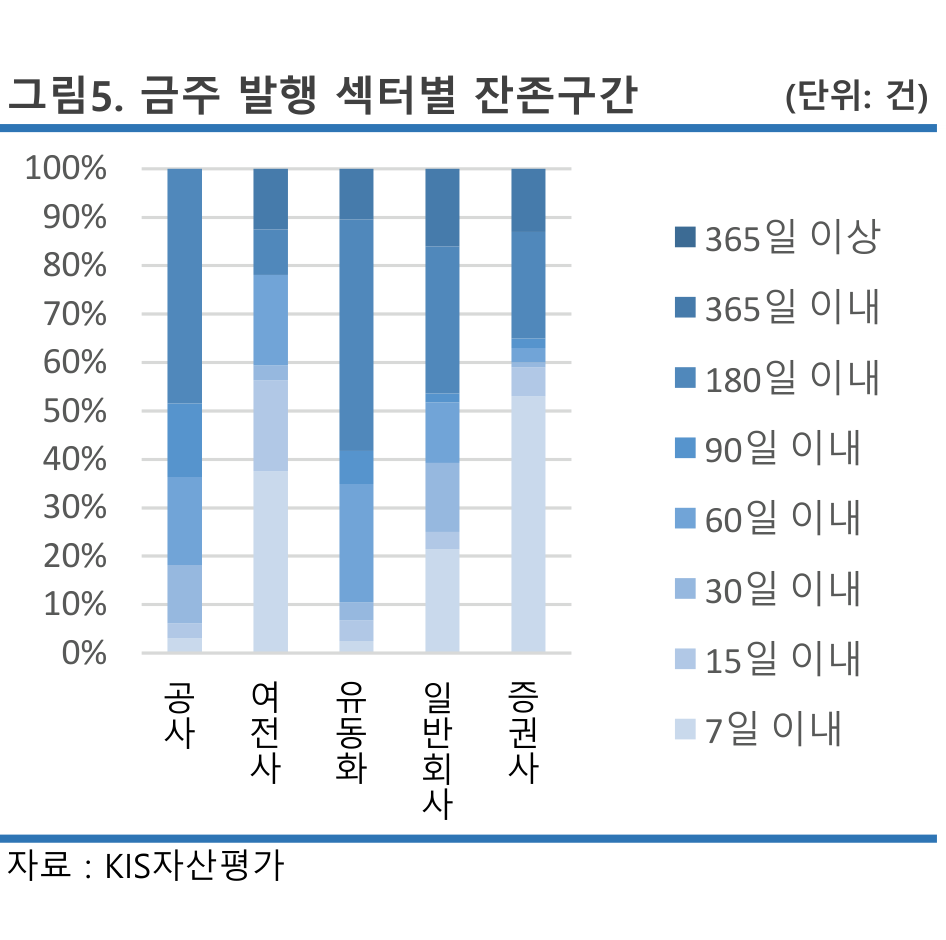 그림5. 금주 발행 섹터별 잔존구간 (단위: 건)
100%
90%
80%
70%
60%
50%
40%
30%
20%
10%
0%
공사
여전사
유동화
일반회사
증권사
365일 이상
365일 이내
180일 이내
90일 이내
60일 이내
30일 이내
15일 이내
7일 이내
자료 : KIS자산평가